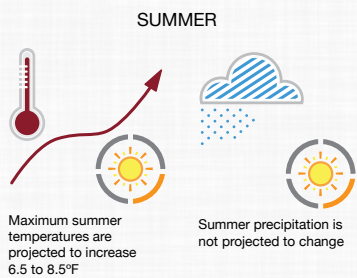 SUMMER
Maximum summer
temperatures are
projected to increase
6.5 to 8.5ºF
Summer precipitation is
not projected to change